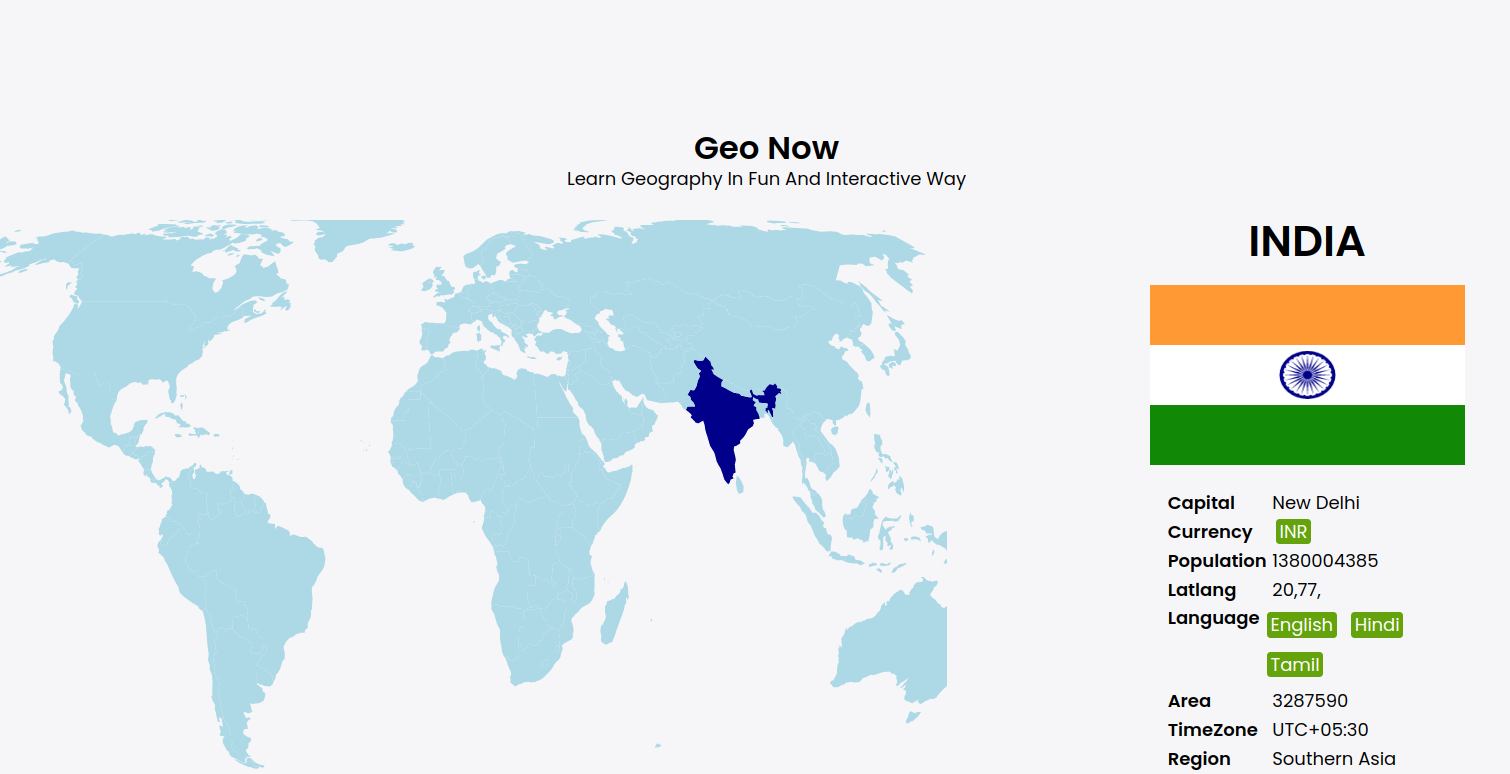 Geo Now
Learn Geography In Fun And Interactive Way
INDIA
Capital New Delhi
Currency INR
Population 1380004385
Latlang 20,77,
Language English Hindi
Tamil
Area 3287590
TimeZone UTC+05:30
Region Southern Asia